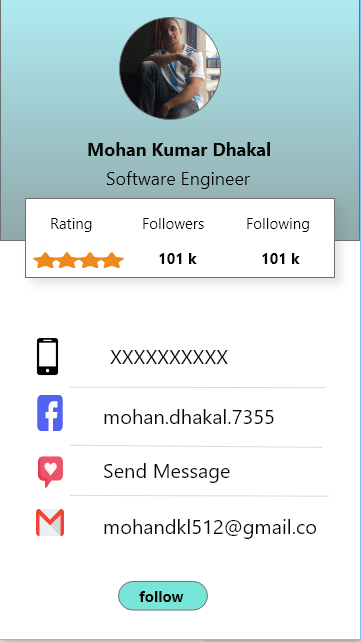 Mohan Kumar Dhakal
Software Engineer
Rating Followers Following
101 k 101 k
XXXXXXXXXX
mohan.dhakal.7355
Send Message
mohandkl512@gmail.co
follow